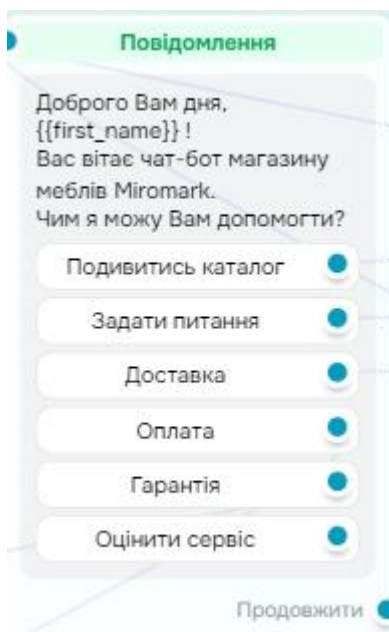 Повідомлення
Доброго Вам дня,
{{first_name}} !
Вас вітає чат-бот магазину
меблів Miromark.
Чим я можу Вам допомогти?
Подивитись каталог
Задати питання
Доставка
Оплата
Гарантія
Оцінити сервіс
Продовжити